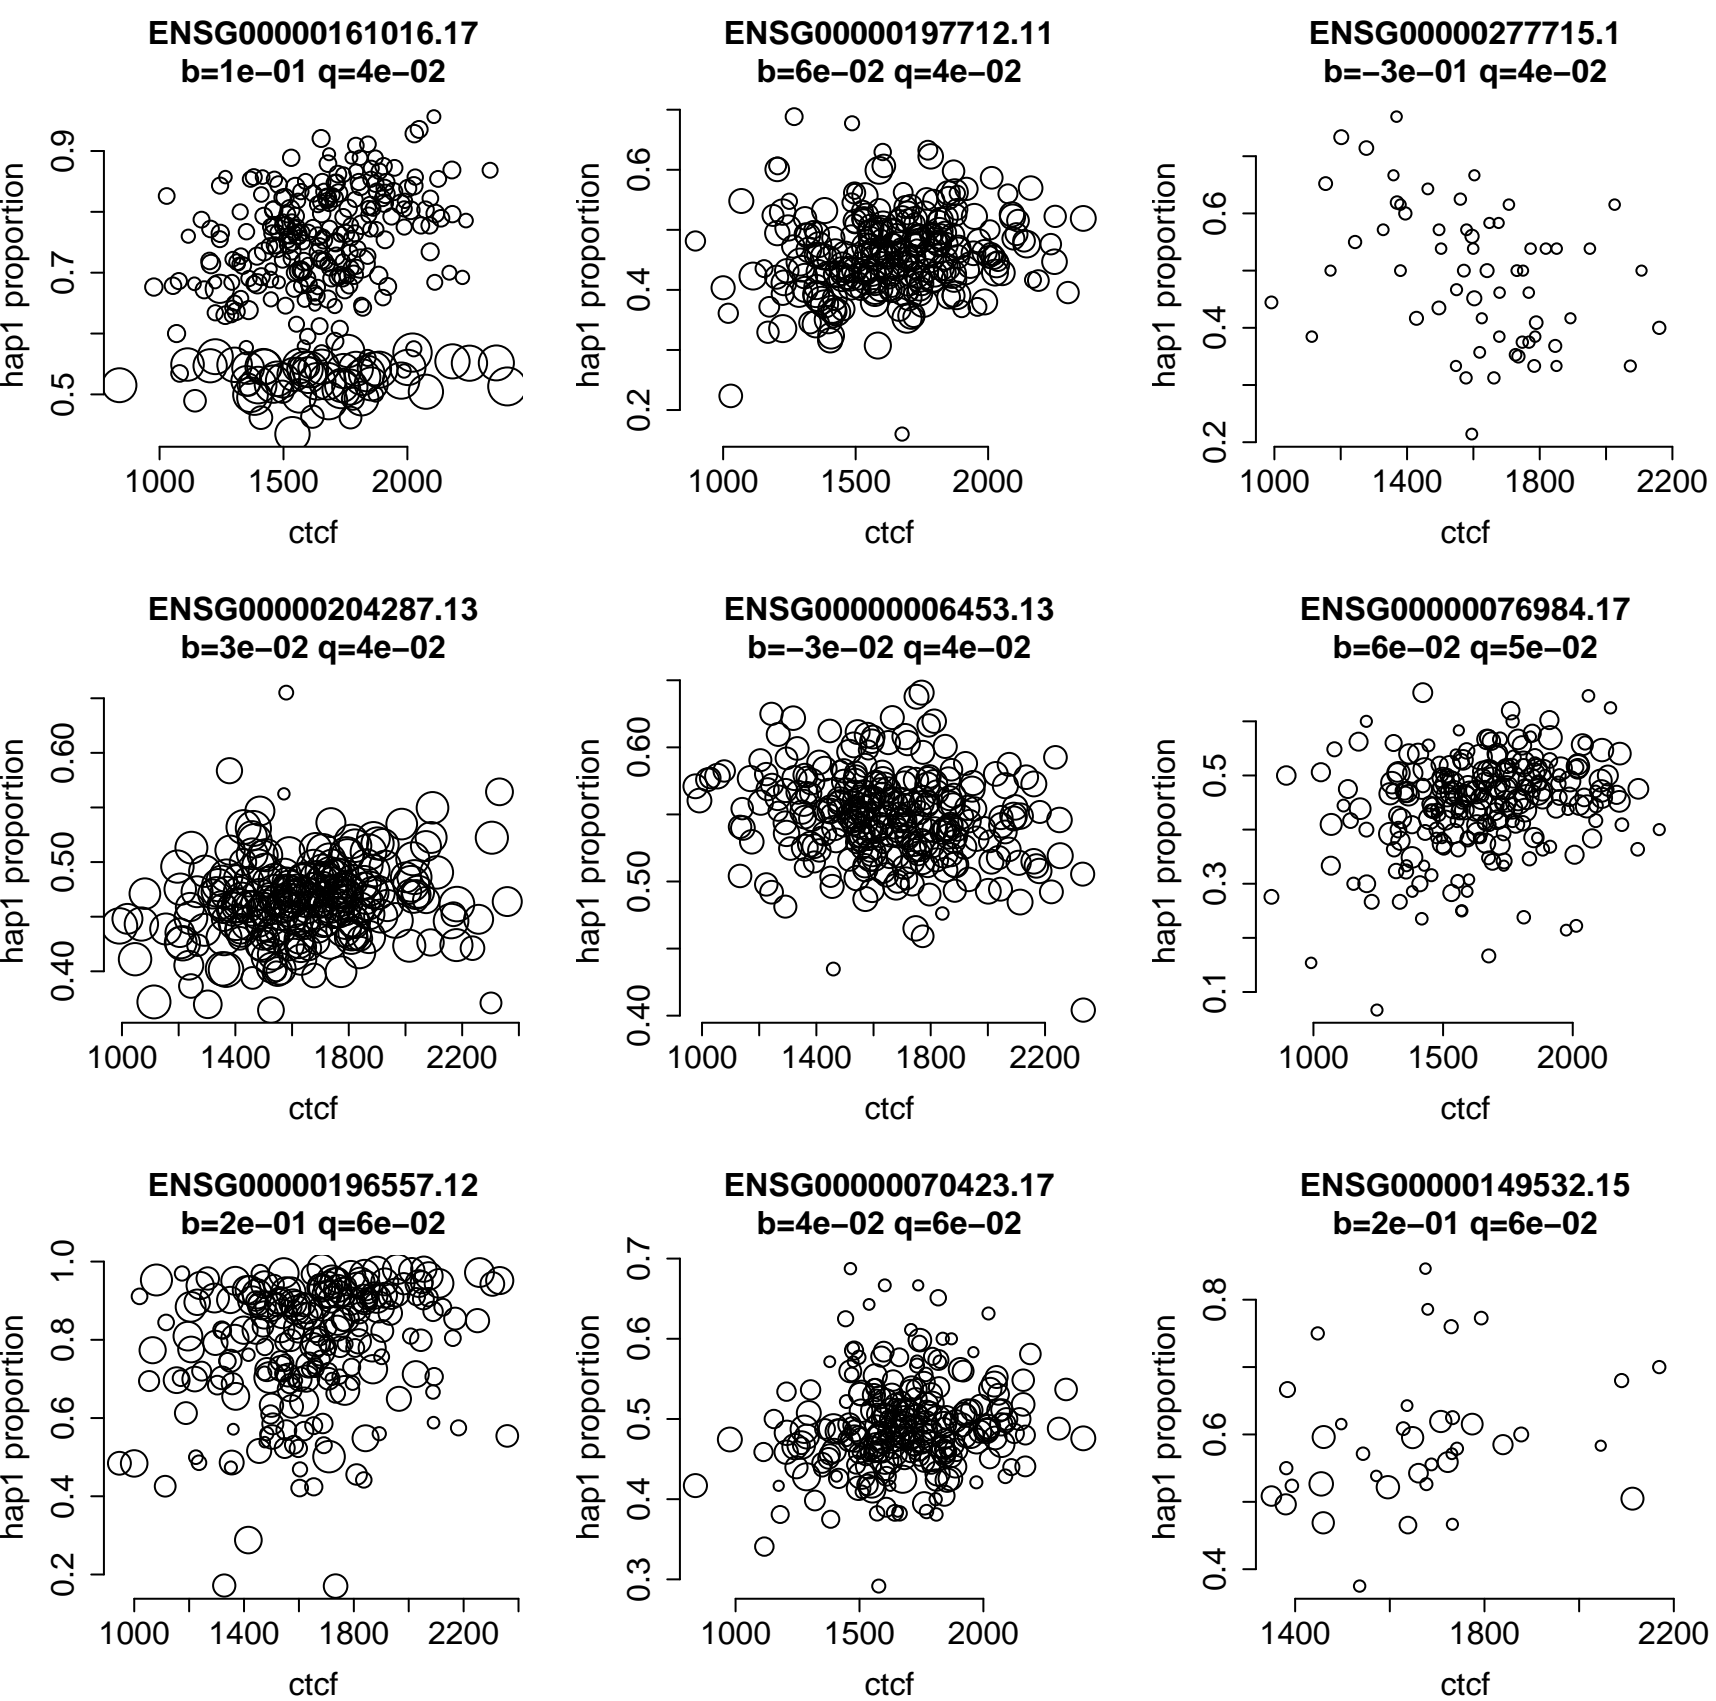 ENSG00000161016.17
b=1e−01 q=4e−02
hap1 proportion
0.5 0.7 0.9
1000 1500 2000
ctcf
ENSG00000197712.11
b=6e−02 q=4e−02
hap1 proportion
0.2 0.4 0.6
1000 1500 2000
ctcf
ENSG00000277715.1
b=−3e−01 q=4e−02
hap1 proportion
0.2 0.4 0.6
1000 1400 1800 2200
ctcf
ENSG00000204287.13
b=3e−02 q=4e−02
hap1 proportion
0.40 0.50 0.60
1000 1400 1800 2200
ctcf
ENSG00000006453.13
b=−3e−02 q=4e−02
hap1 proportion
0.40 0.50 0.60
1000 1400 1800 2200
ctcf
ENSG00000076984.17
b=6e−02 q=5e−02
hap1 proportion
0.1 0.3 0.5
1000 1500 2000
ctcf
ENSG00000196557.12
b=2e−01 q=6e−02
hap1 proportion
0.2 0.4 0.6 0.8 1.0
1000 1400 1800 2200
ctcf
ENSG00000070423.17
b=4e−02 q=6e−02
hap1 proportion
0.3 0.4 0.5 0.6 0.7
1000 1500 2000
ctcf
ENSG00000149532.15
b=2e−01 q=6e−02
hap1 proportion
0.4 0.6 0.8
1400 1800 2200
ctcf